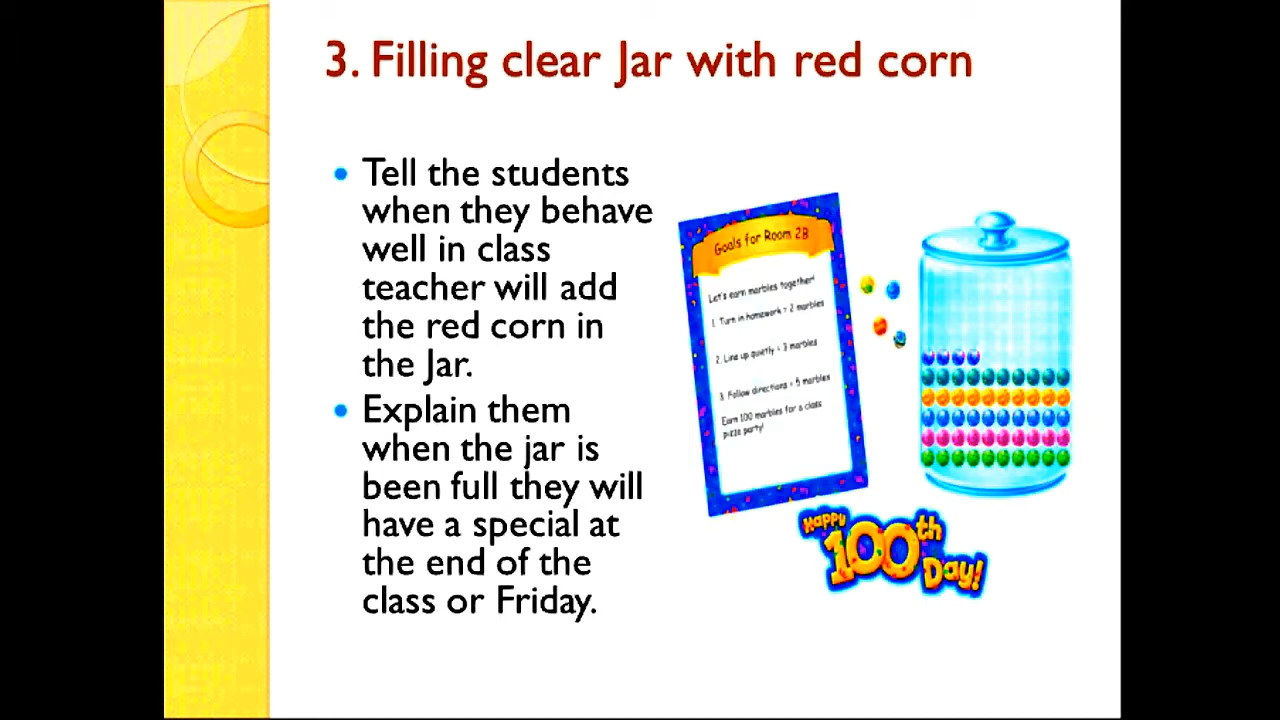 3. Filling clear Jar with red corn
Tell the students
when they behave
well in class
teacher will add
the red corn in
the Jar.
Explain them
when the jar is
been full they will
have a special at
the end of the
class or Friday.
Goals for Room 28
Let's earn marbles together!
1. Turn in homework = 2 marbles
2. Line up quietly = 3 marbles
3. Follow directions = 5 marbles
Earn 100 marbles for a class
pizza party!
Happy
100th
Day!